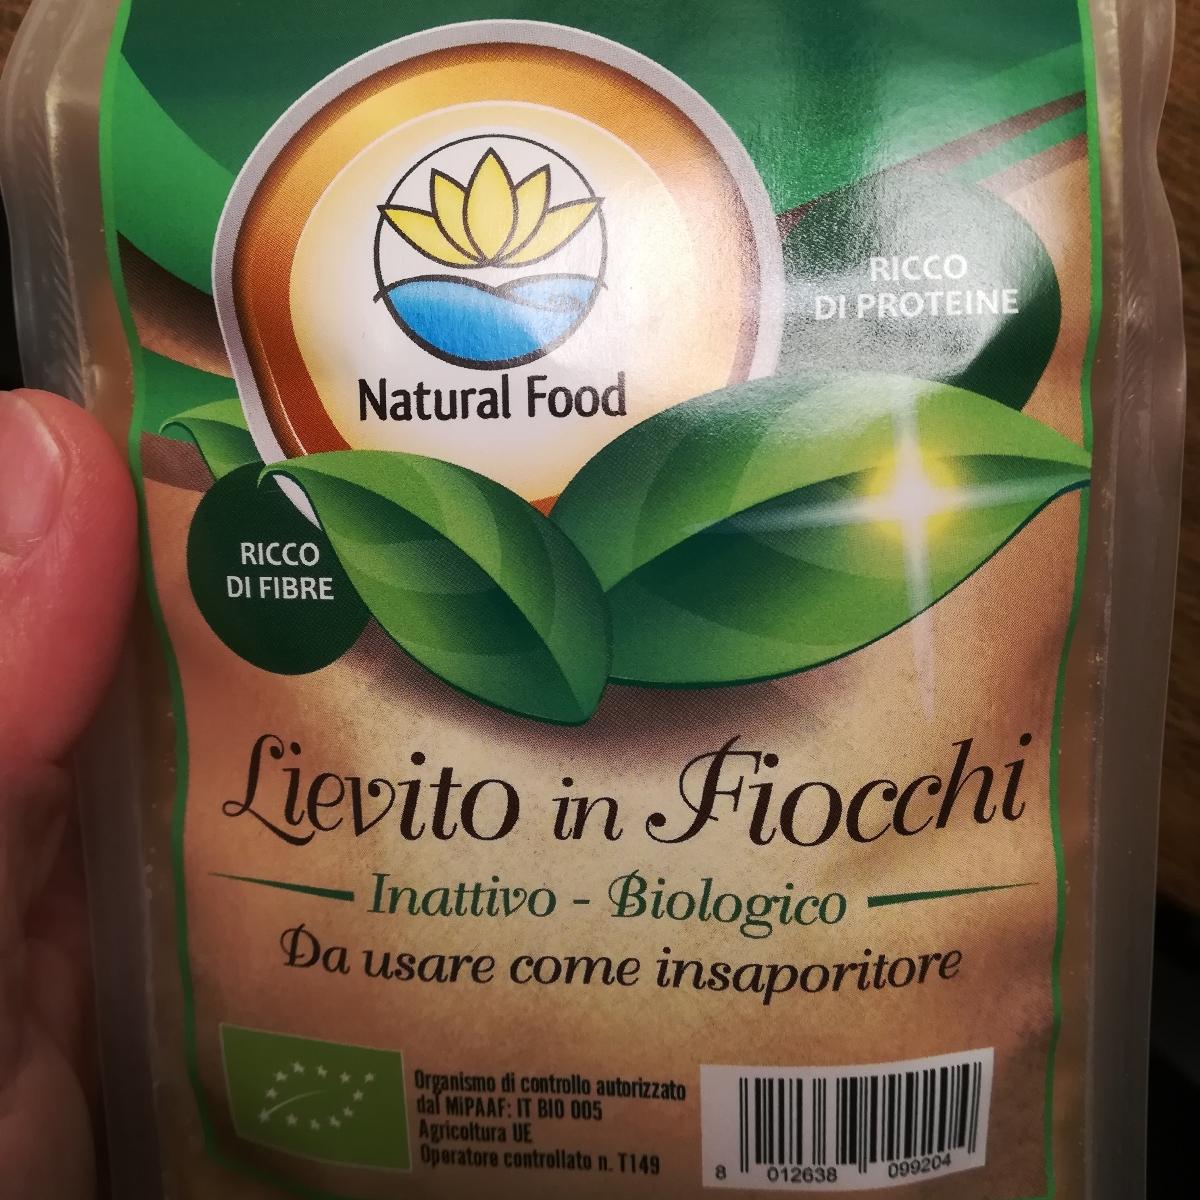 Natural Food
RICCO
DI PROTEINE
RICCO
DI FIBRE
Lievito in Fiocchi
Inattivo - Biologico
Da usare come insaporitore
Organismo di controllo autorizzato
dal MiPAAF: IT BIO 005
Agricoltura UE
Operatore controllato n. T149
8 012638 099204